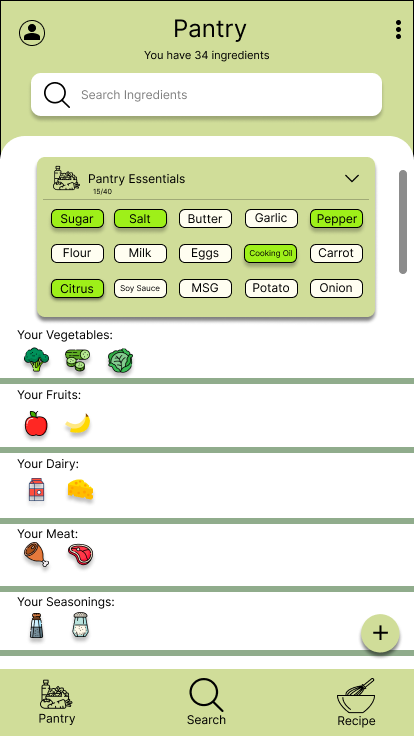 Pantry
You have 34 ingredients
Search Ingredients
Pantry Essentials
15/40
Sugar Salt Butter Garlic Pepper
Flour Milk Eggs Cooking Oil Carrot
Citrus Soy Sauce MSG Potato Onion
Your Vegetables:
Your Fruits:
Your Dairy:
Your Meat:
Your Seasonings:
+
Pantry Search Recipe